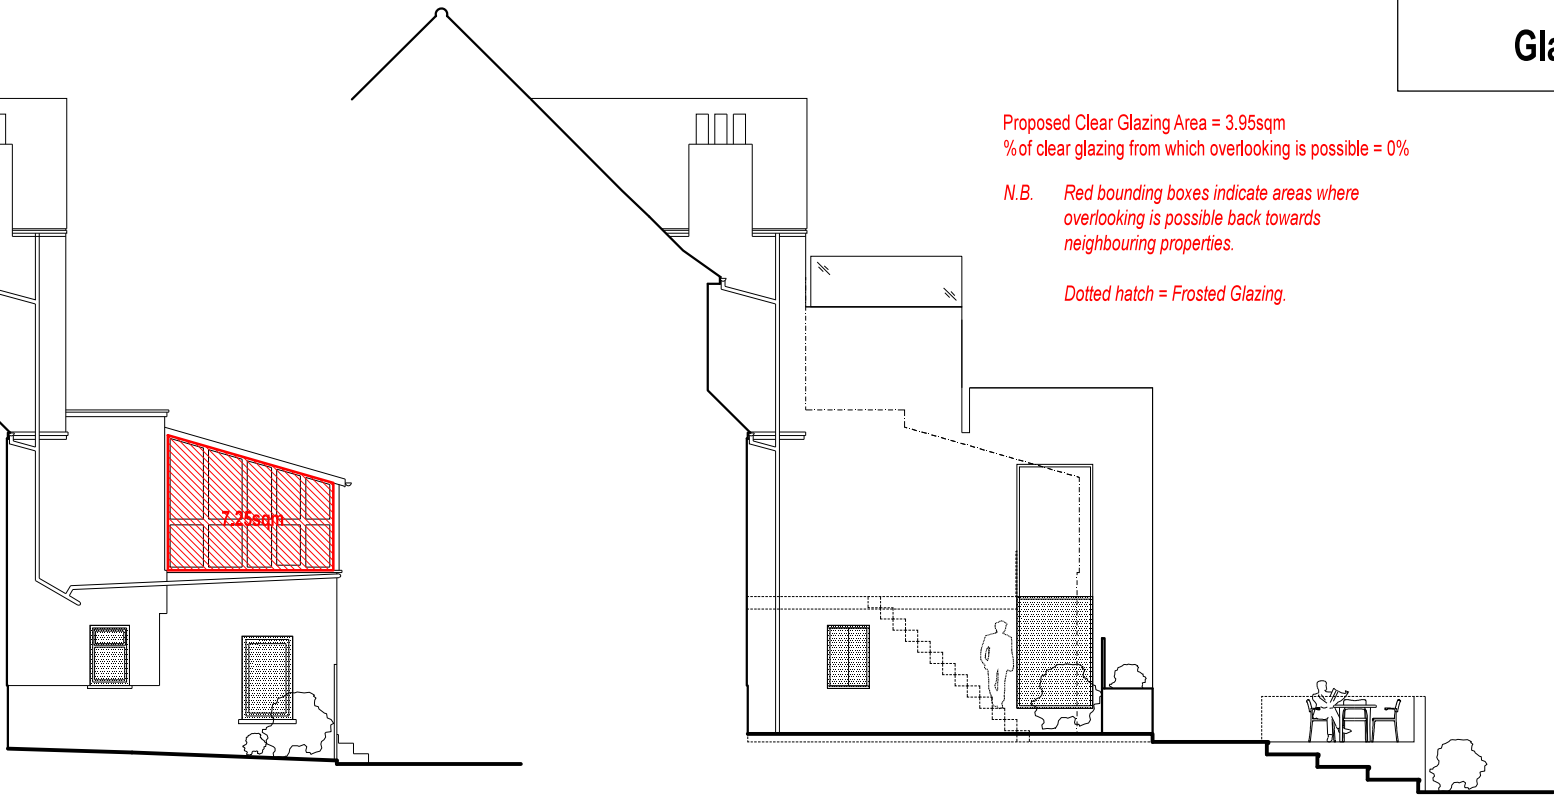 Proposed Clear Glazing Area = 3.95sqm
% of clear glazing from which overlooking is possible = 0%
N.B. Red bounding boxes indicate areas where
overlooking is possible back towards
neighbouring properties.
Dotted hatch = Frosted Glazing.
7.25sqm